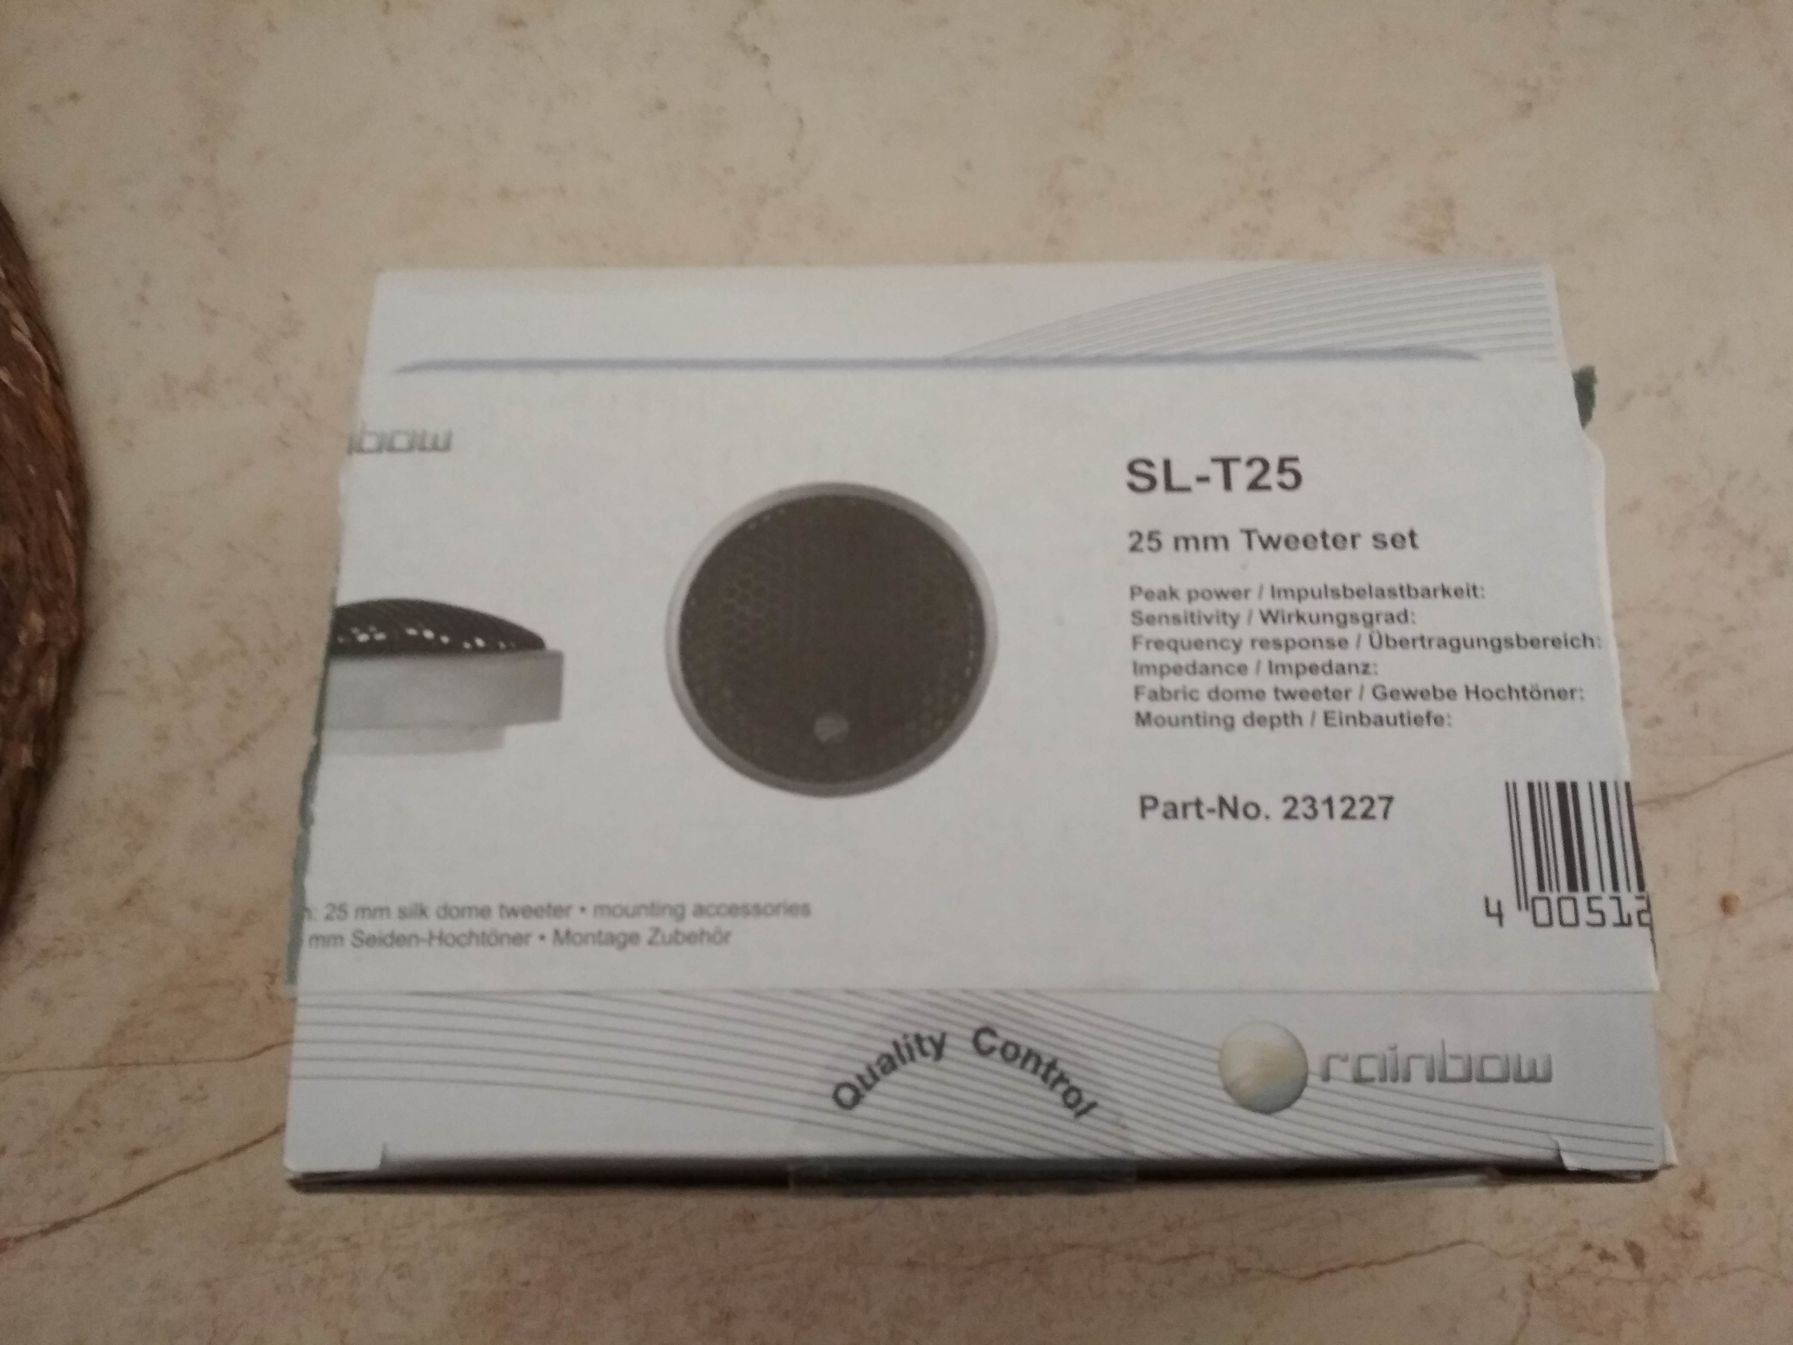 bow
SL-T25
25 mm Tweeter set
Peak power / Impulsbelastbarkeit:
Sensitivity / Wirkungsgrad:
Frequency response / Übertragungsbereich:
Impedance / Impedanz:
Fabric dome tweeter / Gewebe Hochtöner:
Mounting depth / Einbautiefe:
Part-No. 231227
4 00512
: 25 mm silk dome tweeter • mounting accessories
mm Seiden-Hochtöner • Montage Zubehör
Quality Control
rainbow